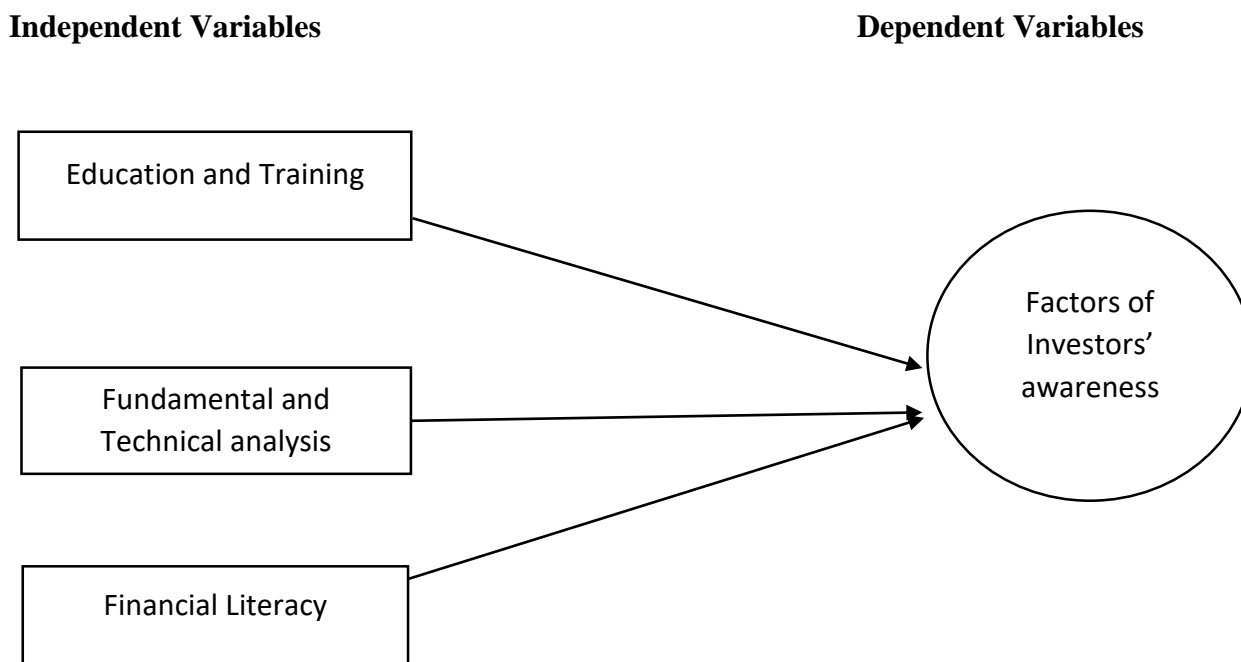 Independent Variables
Dependent Variables
Education and Training
Fundamental and
Technical analysis
Financial Literacy
Factors of
Investors’
awareness